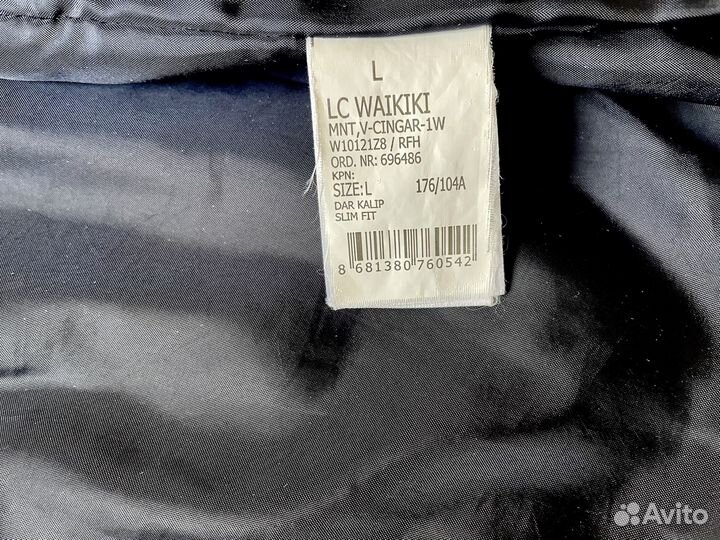 L
LC WAIKIKI
MNT,V-CINGAR-1W
W10121Z8 / RFH
ORD. NR: 696486
KPN:
SIZE:L 176/104A
DAR KALIP
SLIM FIT
8 681380 760542
Avito